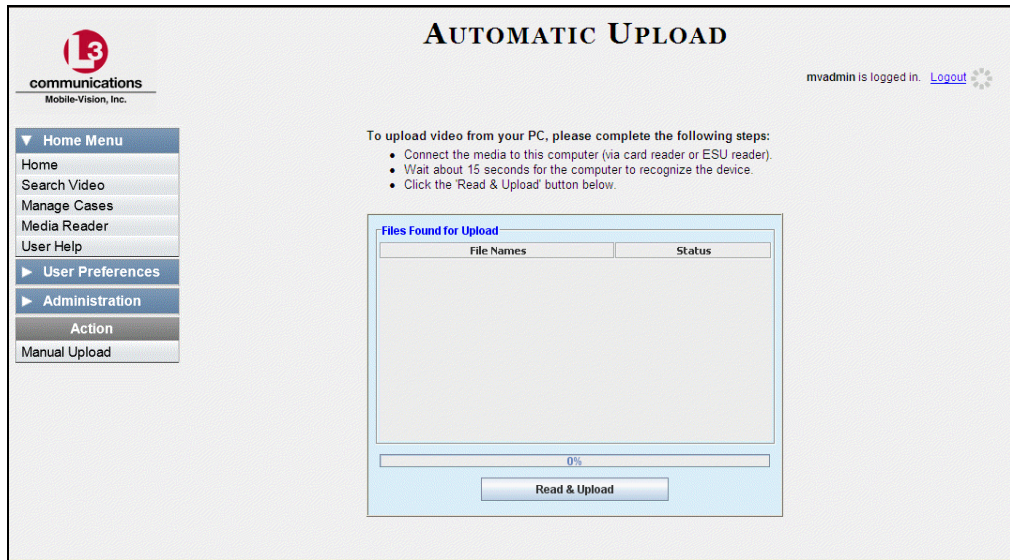 AUTOMATIC UPLOAD
L3
communications
Mobile-Vision, Inc.
mvadmin is logged in. Logout
▼ Home Menu
Home
Search Video
Manage Cases
Media Reader
User Help
▶ User Preferences
▶ Administration
Action
Manual Upload
To upload video from your PC, please complete the following steps:
• Connect the media to this computer (via card reader or ESU reader).
• Wait about 15 seconds for the computer to recognize the device.
• Click the 'Read & Upload' button below.
Files Found for Upload
File Names Status
0%
Read & Upload